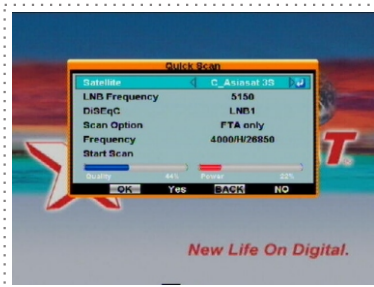 Quick Scan
Satellite C_Asiasat 3S
LNB Frequency 5150
DiSEqC LNB1
Scan Option FTA only
Frequency 4000/H/26850
Start Scan
Quality 44% Power 22%
OK Yes BACK NO
T.
New Life On Digital.